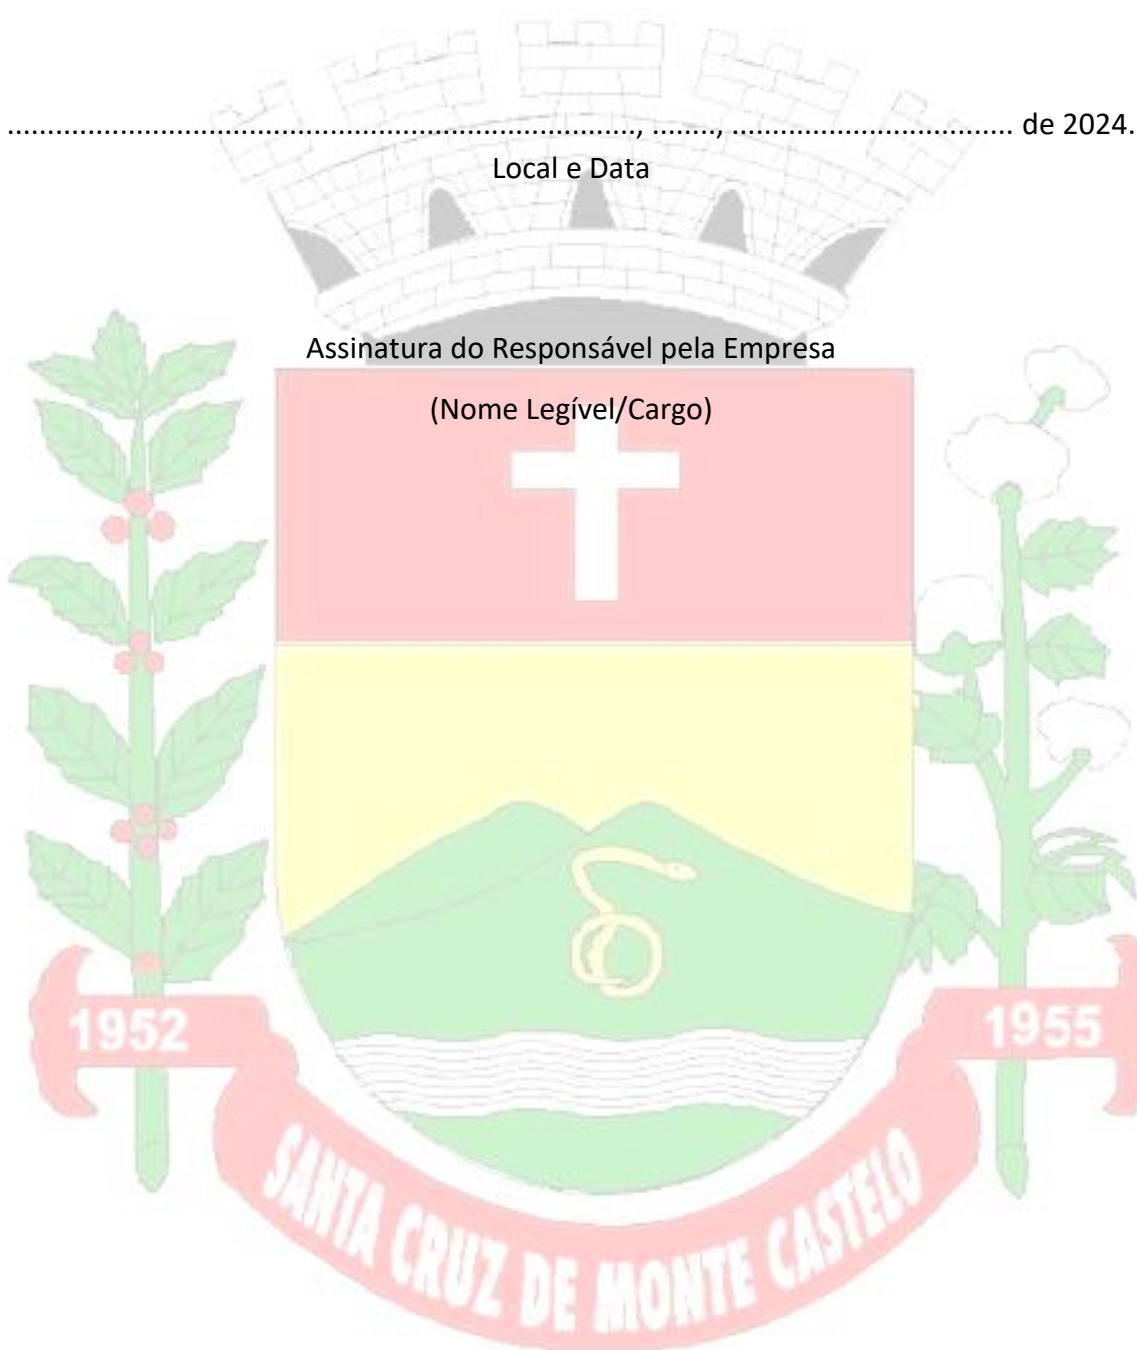 ..............................................................................., ........, ................................... de 2024.
Local e Data
Assinatura do Responsável pela Empresa
(Nome Legível/Cargo)
1952
1955
SANTA CRUZ DE MONTE CASTELO